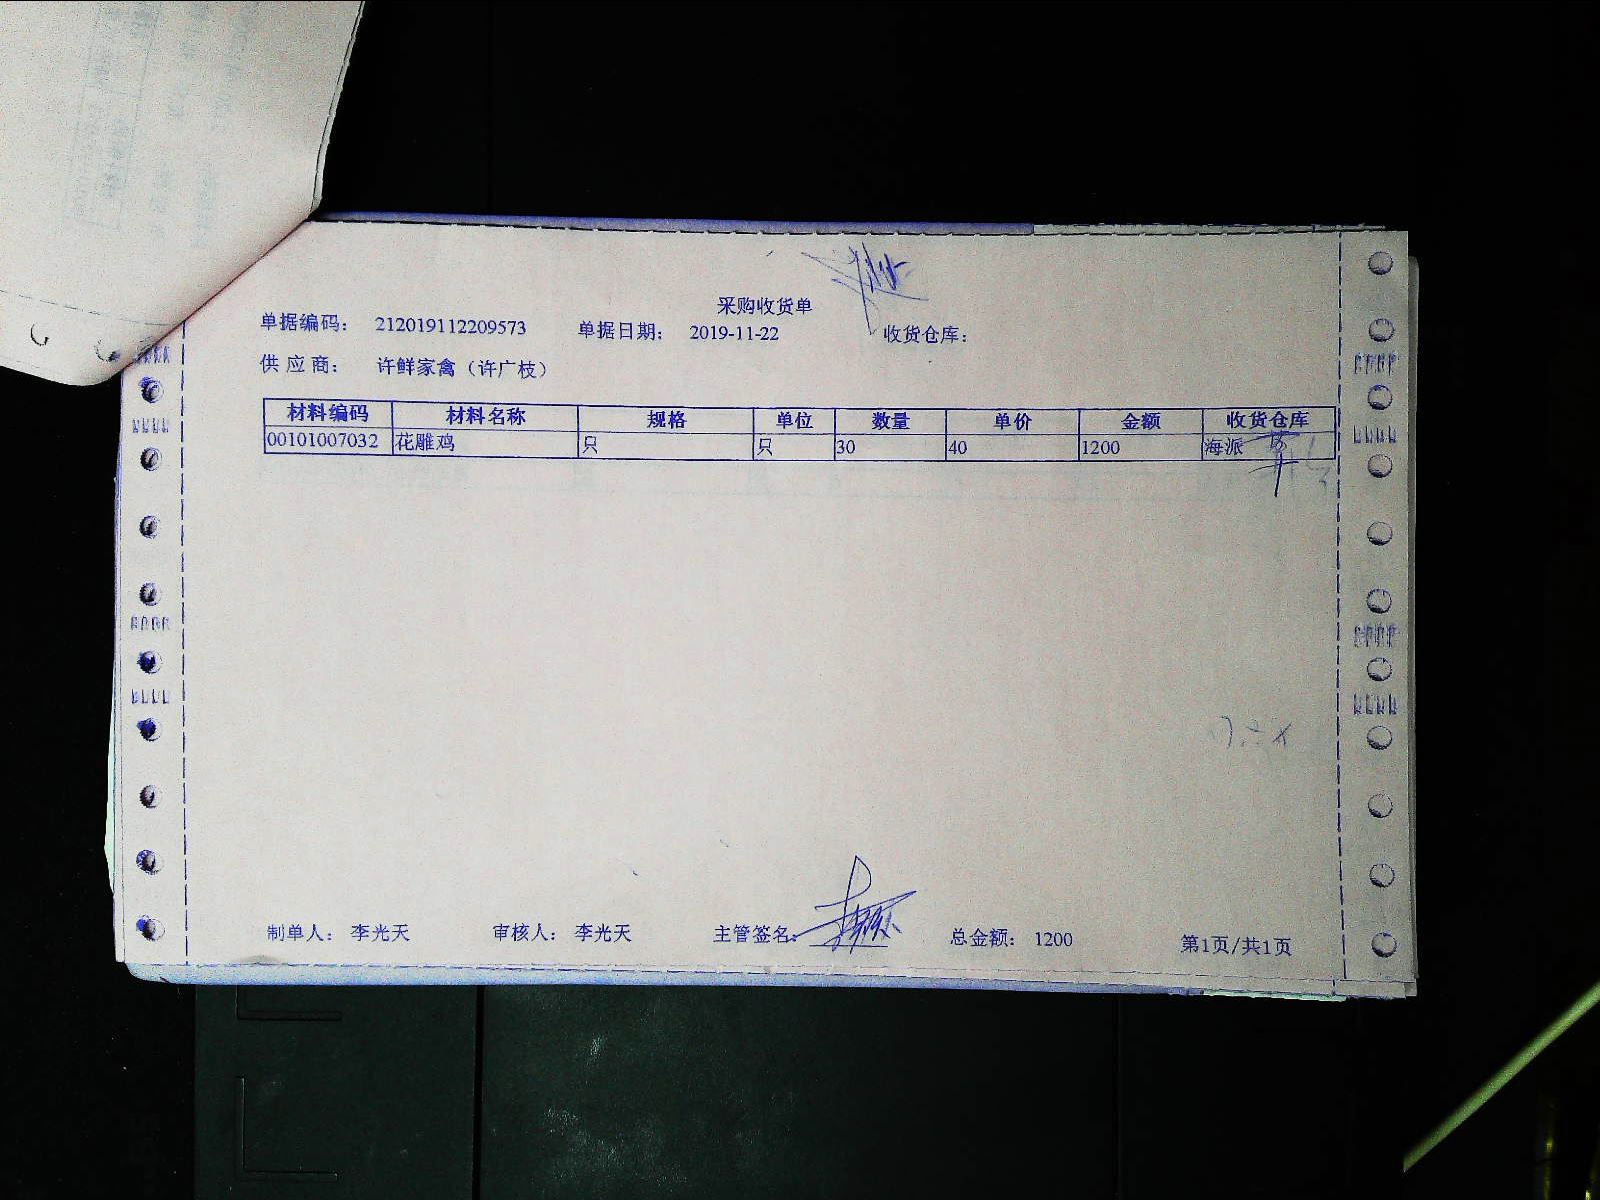 采购收货单
单据编码： 212019112209573 单据日期： 2019-11-22 收货仓库：
供应商： 许鲜家禽（许广枝）
材料编码 材料名称 规格 单位 数量 单价 金额 收货仓库
00101007032 花雕鸡 只 只 30 40 1200 海派
制单人： 李光天 审核人： 李光天 主管签名： 总金额： 1200 第1页/共1页